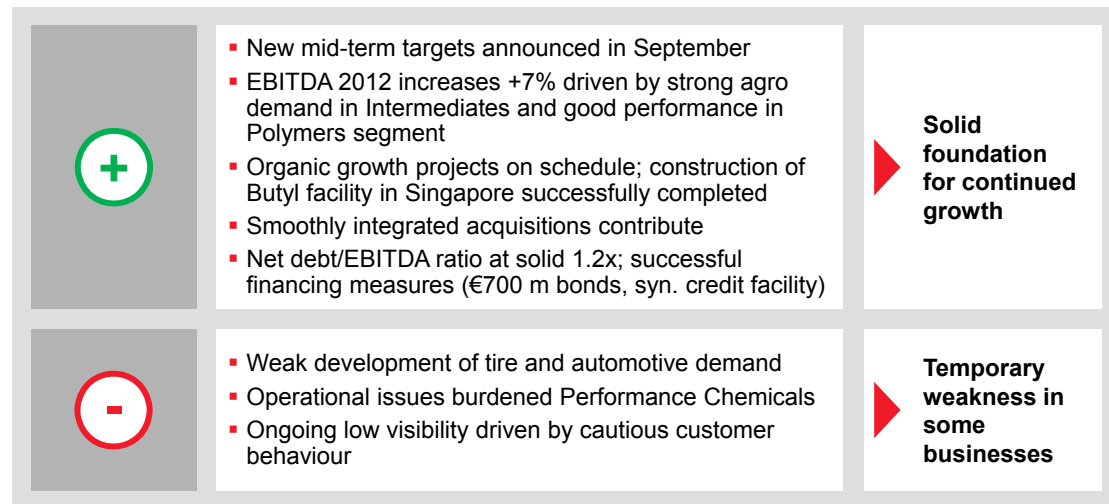 +
▪ New mid-term targets announced in September
▪ EBITDA 2012 increases +7% driven by strong agro
demand in Intermediates and good performance in
Polymers segment
▪ Organic growth projects on schedule; construction of
Butyl facility in Singapore successfully completed
▪ Smoothly integrated acquisitions contribute
▪ Net debt/EBITDA ratio at solid 1.2x; successful
financing measures (€700 m bonds, syn. credit facility)
Solid
foundation
for continued
growth
-
▪ Weak development of tire and automotive demand
▪ Operational issues burdened Performance Chemicals
▪ Ongoing low visibility driven by cautious customer
behaviour
Temporary
weakness in
some
businesses